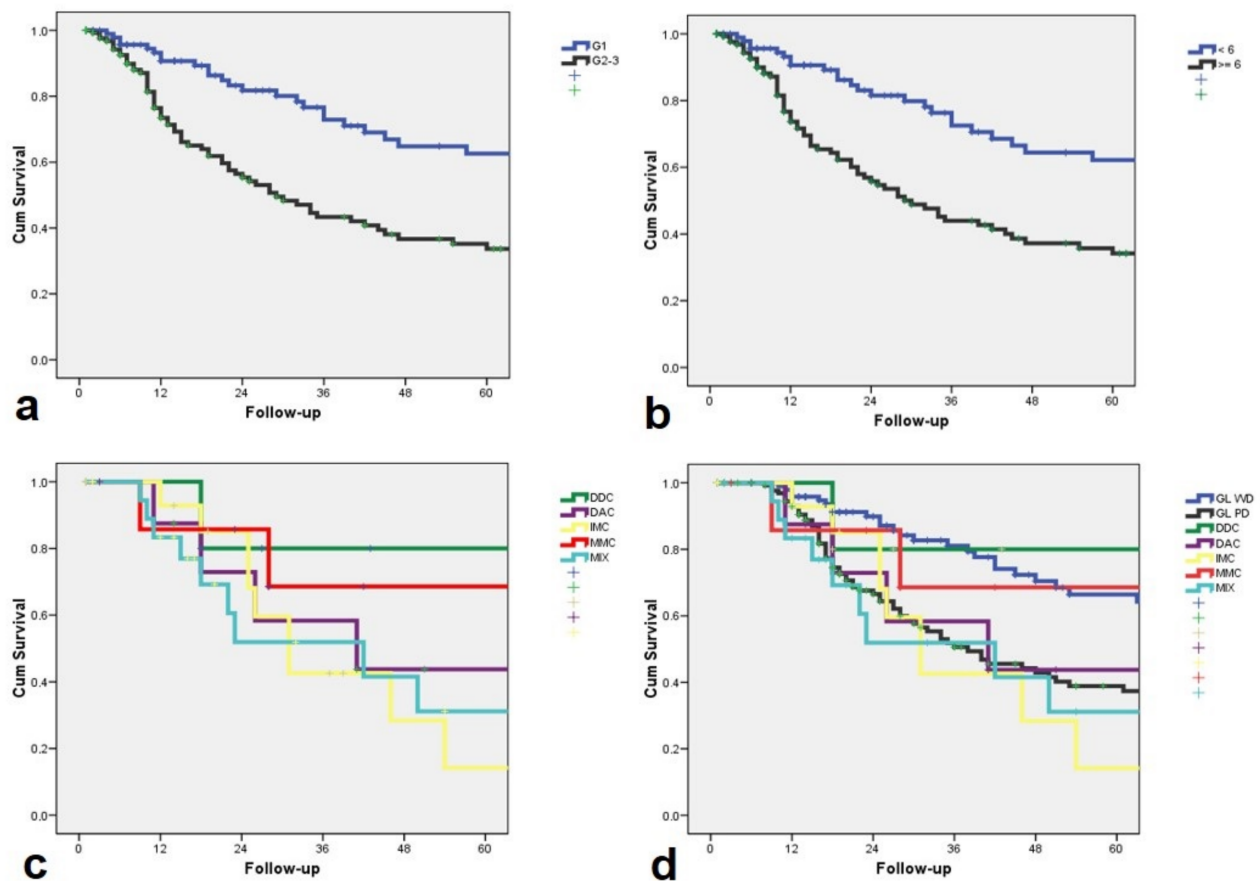 Cum Survival
1.0
0.8
0.6
0.4
0.2
0.0
0 12 24 36 48 60
Follow-up
G1
G2-3
a
Cum Survival
1.0
0.8
0.6
0.4
0.2
0.0
0 12 24 36 48 60
Follow-up
< 6
>= 6
b
Cum Survival
1.0
0.8
0.6
0.4
0.2
0.0
0 12 24 36 48 60
Follow-up
DDC
DAC
IMC
MMC
MIX
c
Cum Survival
1.0
0.8
0.6
0.4
0.2
0.0
0 12 24 36 48 60
Follow-up
GL WD
GL PD
DDC
DAC
IMC
MMC
MIX
d